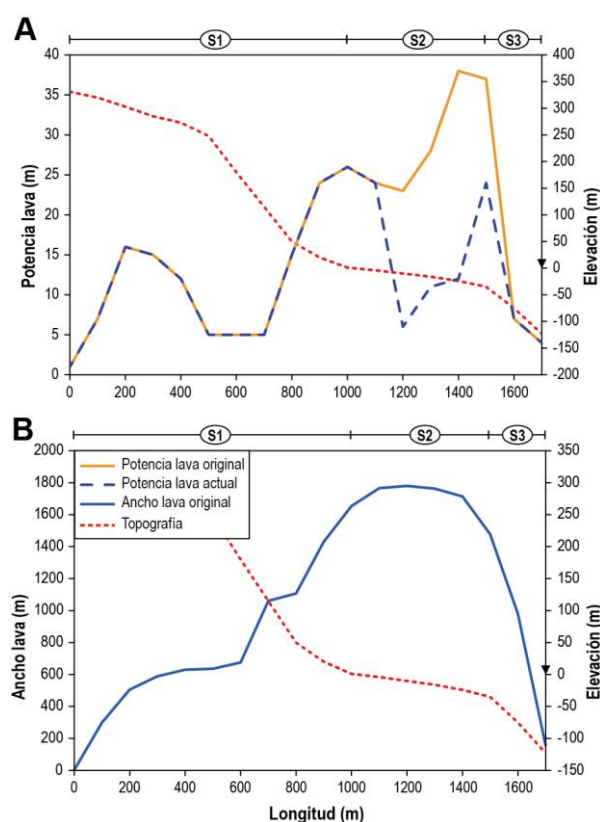 A
S1 S2 S3
Potencia lava (m)
40
35
30
25
20
15
10
5
0
0 200 400 600 800 1000 1200 1400 1600
400
350
300
250
200
150
100
50
0
-50
-100
-150
-200
Elevación (m)
B
S1 S2 S3
Ancho lava (m)
2000
1800
1600
1400
1200
1000
800
600
400
200
0
Potencia lava original
Potencia lava actual
Ancho lava original
Topografía
350
300
250
200
150
100
50
0
-50
-100
-150
Elevación (m)
0 200 400 600 800 1000 1200 1400 1600
Longitud (m)